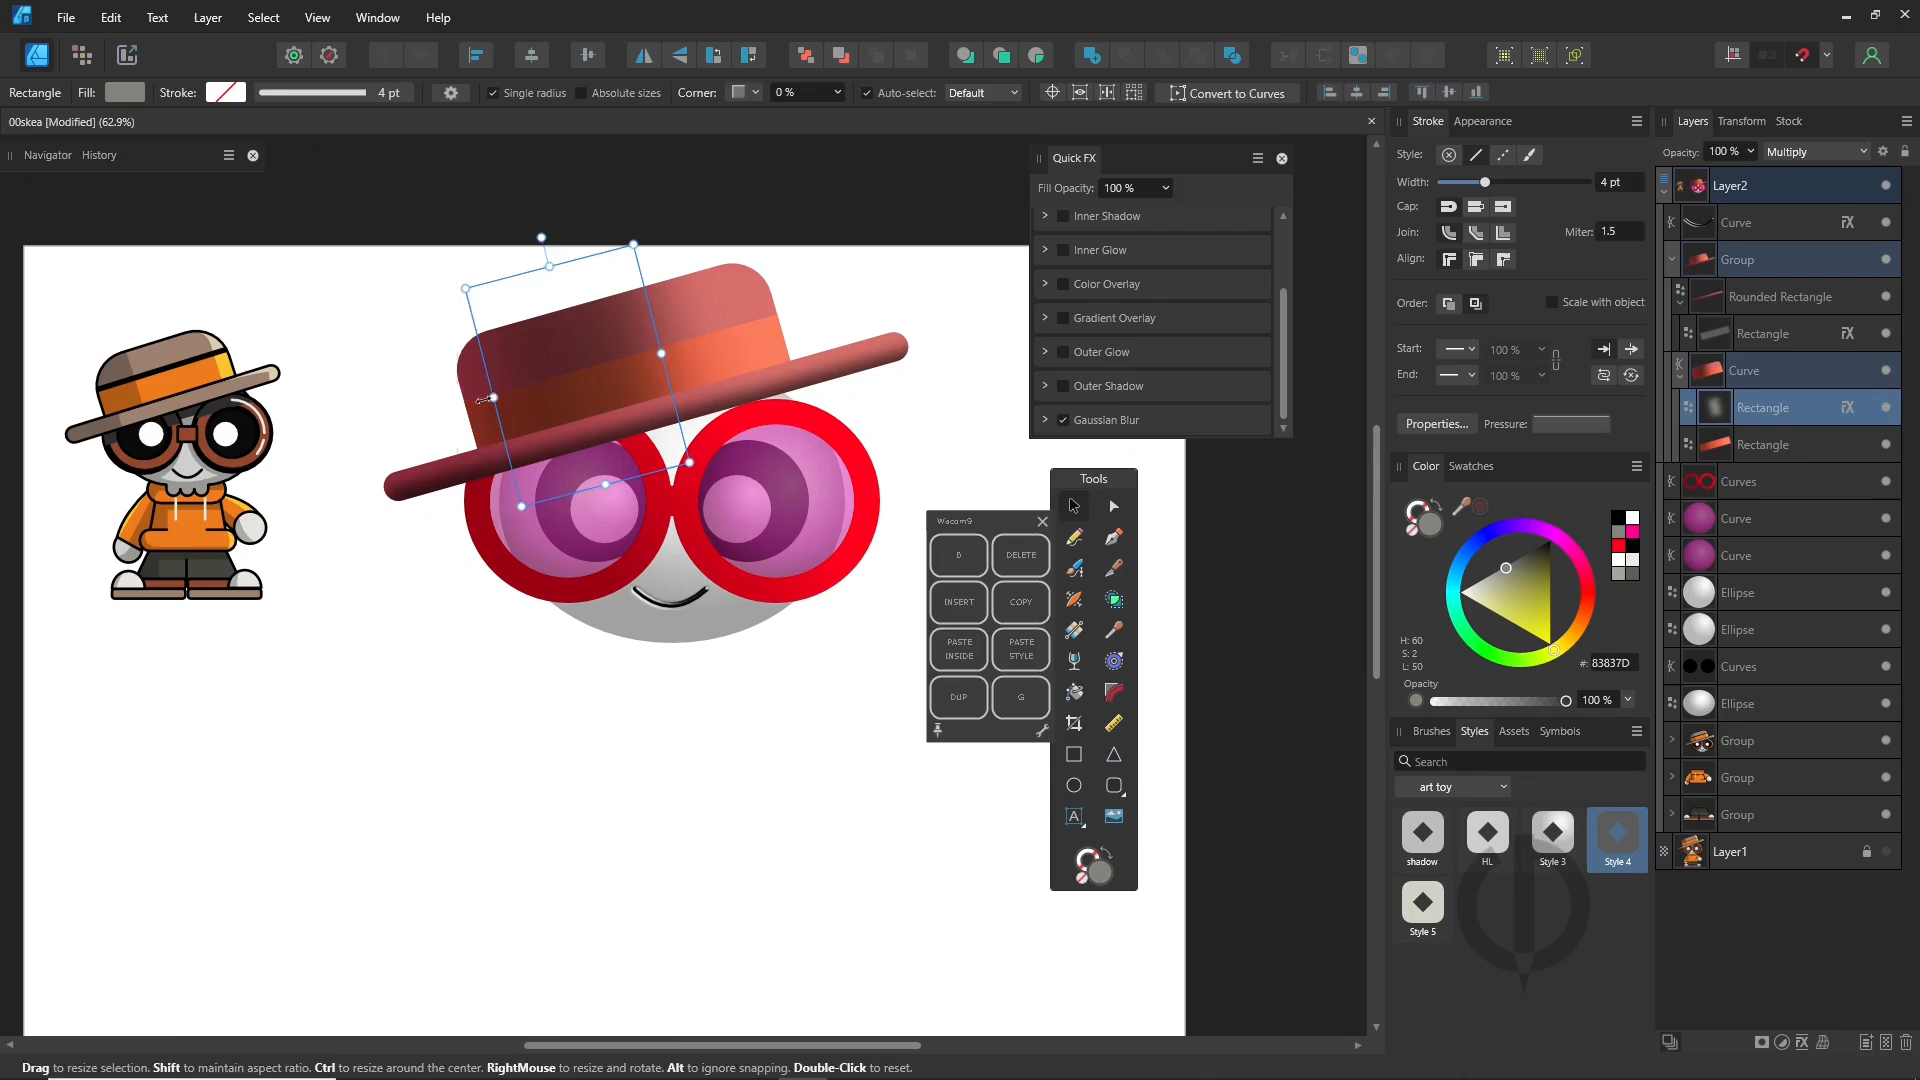 File Edit Text Layer Select View Window Help
Rectangle Fill: Stroke: 4 pt Single radius Absolute sizes Corner: 0 % Auto-select: Default Convert to Curves
00skea [Modified] (62.9%)
Navigator History
Quick FX
Fill Opacity: 100 %
Inner Shadow
Inner Glow
Color Overlay
Gradient Overlay
Outer Glow
Outer Shadow
Gaussian Blur
Tools
Wacom9
D DELETE
INSERT COPY
PASTE INSIDE PASTE STYLE
DUP G
Stroke Appearance
Style:
Width: 4 pt
Cap:
Join: Miter: 1.5
Align:
Order: Scale with object
Start: 100 %
End: 100 %
Properties... Pressure:
Color Swatches
H: 60
S: 2
L: 50
#: 83837D
Opacity
100 %
Brushes Styles Assets Symbols
Search
art toy
shadow HL Style 3 Style 4
Style 5
Layers Transform Stock
Opacity: 100 % Multiply
Layer2
Curve FX
Group
Rounded Rectangle
Rectangle FX
Curve
Rectangle FX
Rectangle
Curves
Curve
Curve
Ellipse
Ellipse
Curves
Ellipse
Group
Group
Group
Layer1
Drag to resize selection. Shift to maintain aspect ratio. Ctrl to resize around the center. RightMouse to resize and rotate. Alt to ignore snapping. Double-Click to reset.